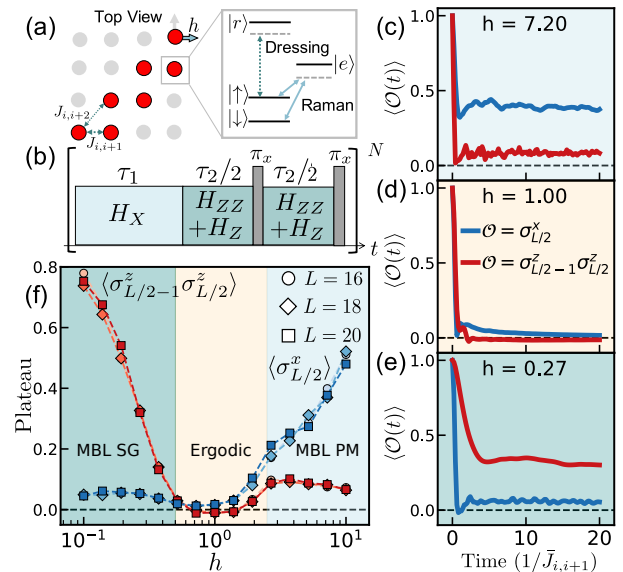 (a)
Top View
h
J_{i,i+2}
J_{i,i+1}
|r⟩
Dressing
|e⟩
|↑⟩
Raman
|↓⟩
(b)
N
τ_1
τ_2/2
π_x
τ_2/2
π_x
H_X
H_{ZZ}
+H_Z
H_{ZZ}
+H_Z
t
(f)
⟨σ^z_{L/2−1}σ^z_{L/2}⟩
L = 16
L = 18
L = 20
⟨σ^x_{L/2}⟩
MBL SG
Ergodic
MBL PM
Plateau
0.8
0.6
0.4
0.2
0.0
10^{−1}
10^0
10^1
h
(c)
h = 7.20
⟨O(t)⟩
1.0
0.5
0.0
(d)
h = 1.00
O = σ^x_{L/2}
O = σ^z_{L/2−1}σ^z_{L/2}
⟨O(t)⟩
1.0
0.5
0.0
(e)
h = 0.27
⟨O(t)⟩
1.0
0.5
0.0
0
10
20
Time (1/J̄_{i,i+1})